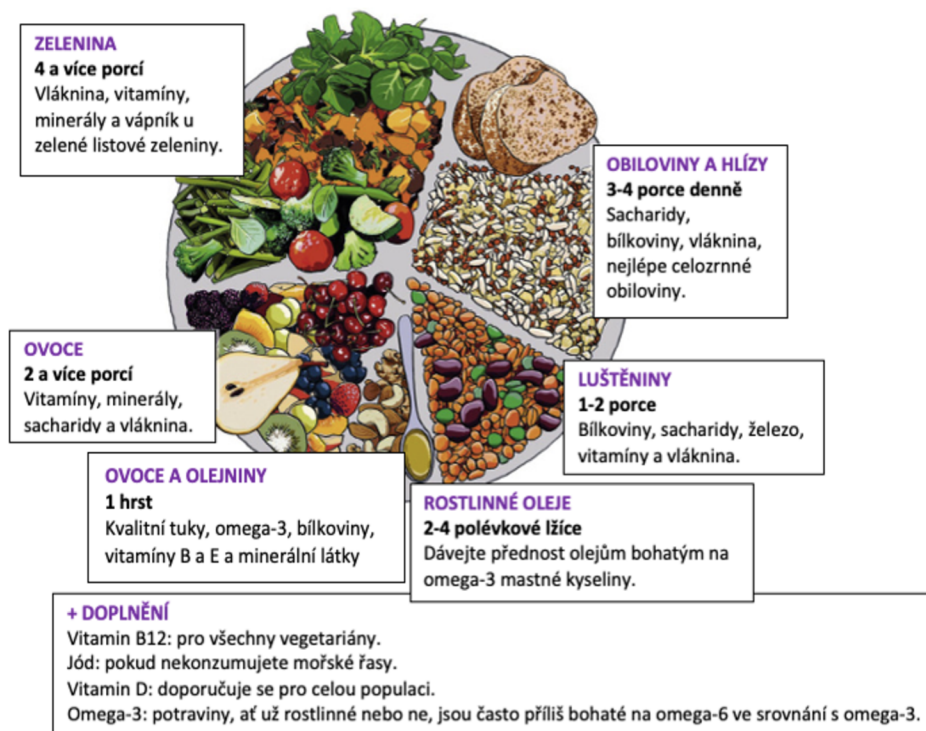 ZELENINA
4 a více porcí
Vláknina, vitamíny,
minerály a vápník u
zelené listové zeleniny.
OBILOVINY A HLÍZY
3-4 porce denně
Sacharidy,
bílkoviny, vláknina,
nejlépe celozrnné
obiloviny.
OVOCE
2 a více porcí
Vitamíny, minerály,
sacharidy a vláknina.
LUŠTĚNINY
1-2 porce
Bílkoviny, sacharidy, železo,
vitamíny a vláknina.
OVOCE A OLEJNINY
1 hrst
Kvalitní tuky, omega-3, bílkoviny,
vitamíny B a E a minerální látky
ROSTLINNÉ OLEJE
2-4 polévkové lžíce
Dávejte přednost olejům bohatým na
omega-3 mastné kyseliny.
+ DOPLNĚNÍ
Vitamin B12: pro všechny vegetariány.
Jód: pokud nekonzumujete mořské řasy.
Vitamin D: doporučuje se pro celou populaci.
Omega-3: potraviny, ať už rostlinné nebo ne, jsou často příliš bohaté na omega-6 ve srovnání s omega-3.